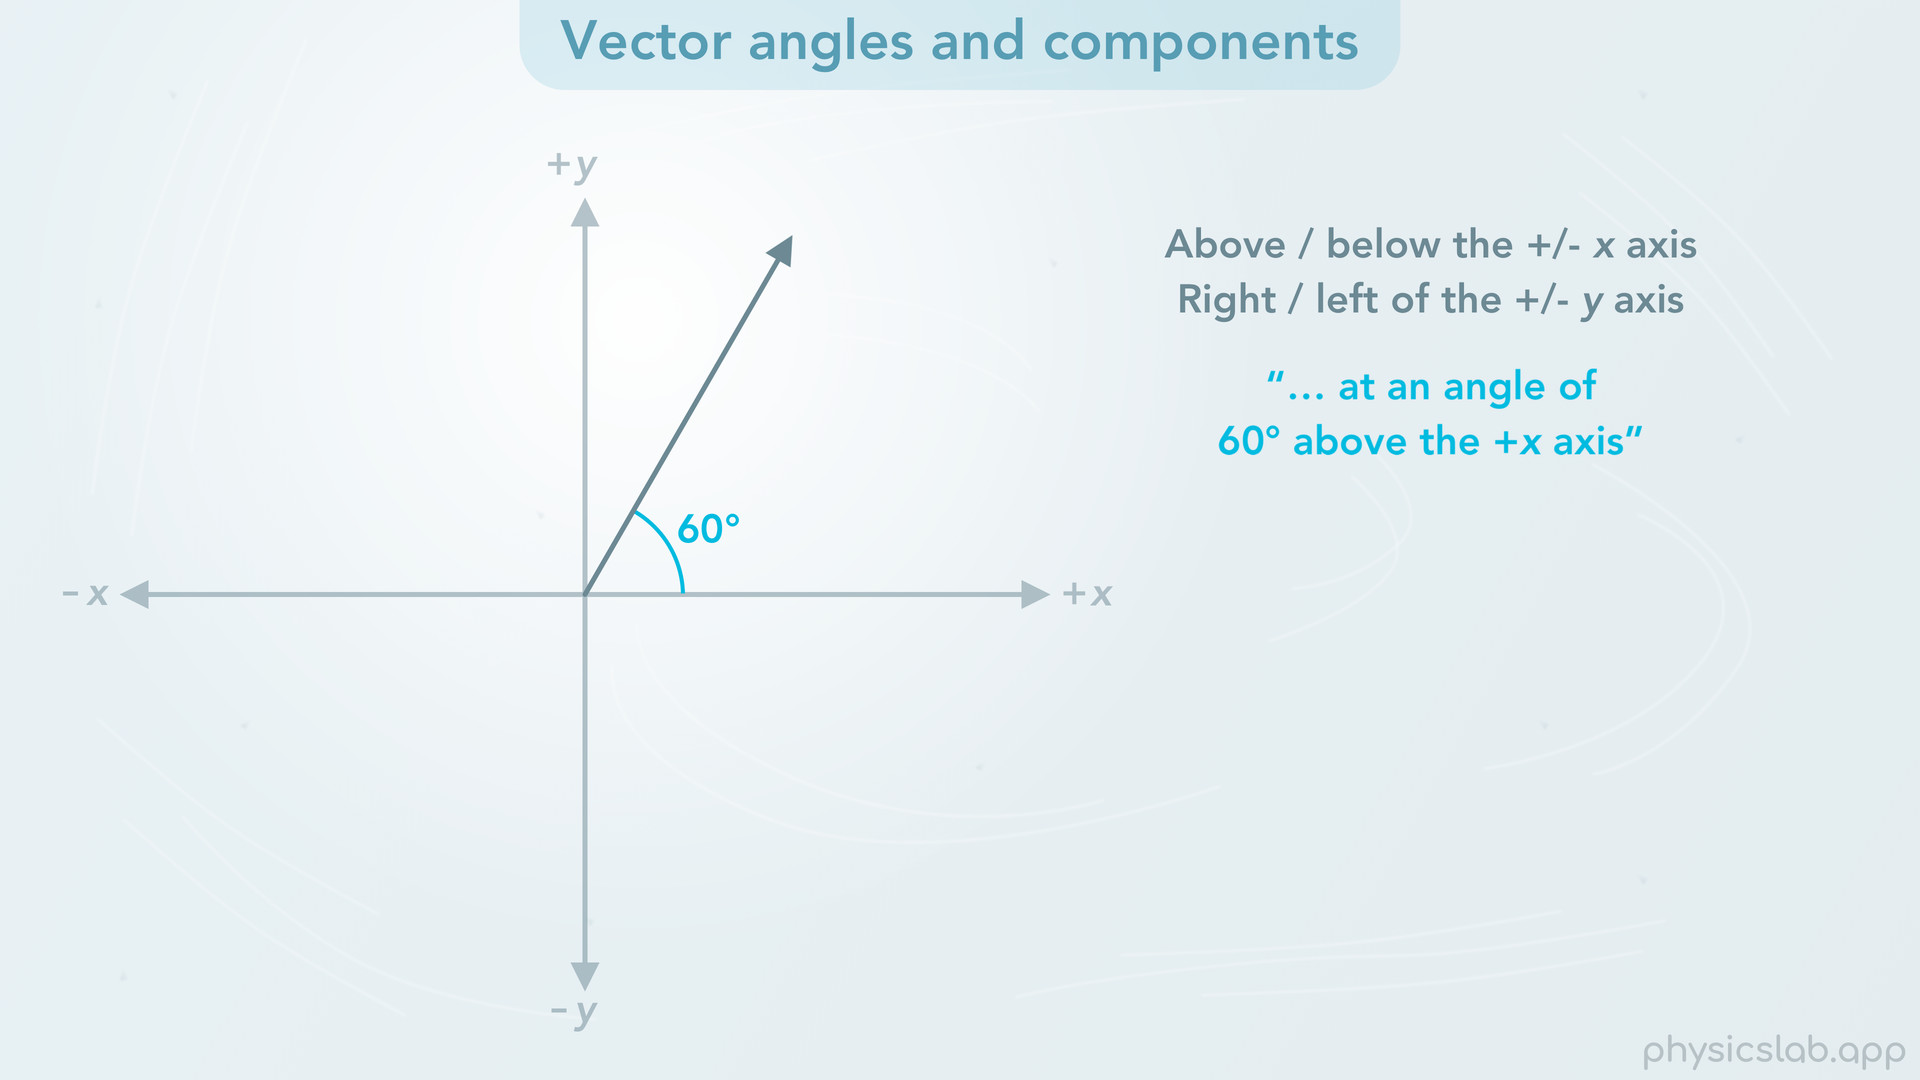 Vector angles and components
+y
Above / below the +/- x axis
Right / left of the +/- y axis
“... at an angle of
60° above the +x axis”
60°
- x
+x
- y
physicslab.app